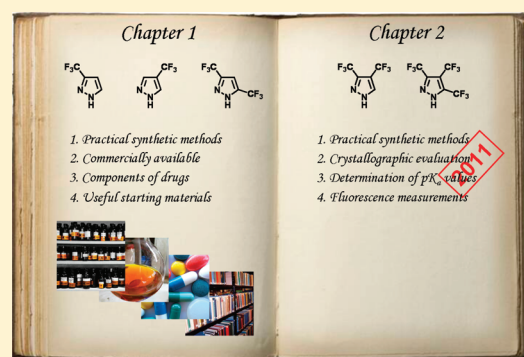 Chapter 1
F₃C
N
N
H
CF₃
N
N
H
F₃C
CF₃
N
N
H
1. Practical synthetic methods
2. Commercially available
3. Components of drugs
4. Useful starting materials
Chapter 2
F₃C
CF₃
N
N
H
F₃C
CF₃
CF₃
N
N
H
1. Practical synthetic methods
2. Crystallographic evaluation
3. Determination of pKₐ values
4. Fluorescence measurements
2011